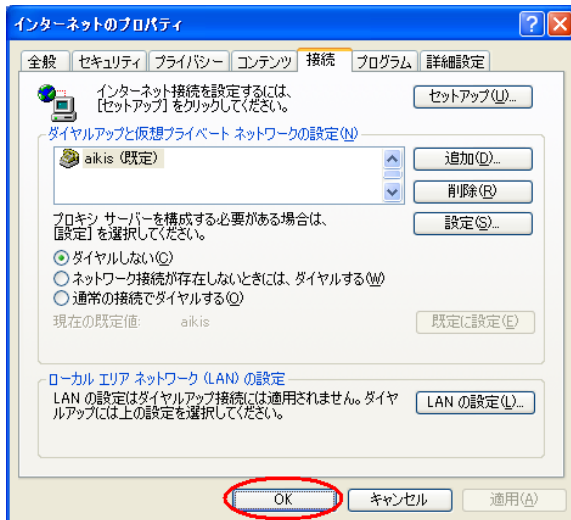 インターネットのプロパティ
全般 セキュリティ プライバシー コンテンツ 接続 プログラム 詳細設定
インターネット接続を設定するには、
[セットアップ] をクリックしてください。
セットアップ(U)...
ダイヤルアップと仮想プライベート ネットワークの設定(N)
aikis (既定)
追加(D)...
削除(R)
プロキシ サーバーを構成する必要がある場合は、
[設定] を選択してください。
設定(S)...
ダイヤルしない(C)
ネットワーク接続が存在しないときには、ダイヤルする(W)
通常の接続でダイヤルする(O)
現在の既定値: aikis
既定に設定(E)
ローカル エリア ネットワーク (LAN) の設定
LAN の設定はダイヤルアップ接続には適用されません。ダイヤ
ルアップには上の設定を選択してください。
LAN の設定(L)...
OK キャンセル 適用(A)